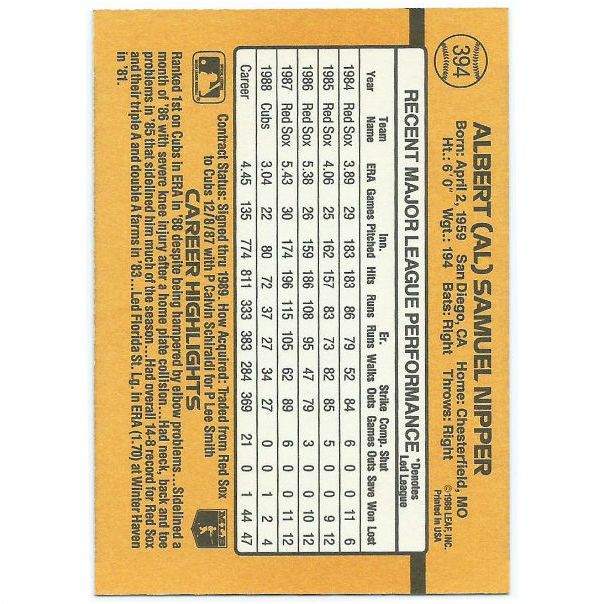 394
ALBERT (AL) SAMUEL NIPPER
Born: April 2, 1959 San Diego, CA Home: Chesterfield, MO
Ht.: 6' 0" Wgt.: 194 Bats: Right Throws: Right
©1988 LEAF, INC.
Printed in USA
RECENT MAJOR LEAGUE PERFORMANCE *Denotes Led League
Team Inn. Er. Strike Comp. Shut
Year Name ERA Games Pitched Hits Runs Runs Walks Outs Games Outs Save Won Lost
1984 Red Sox 3.89 29 183 183 86 79 52 84 6 0 0 11 6
1985 Red Sox 4.06 25 162 157 83 73 82 85 5 0 0 9 12
1986 Red Sox 5.38 26 159 186 108 95 47 79 3 0 0 10 12
1987 Red Sox 5.43 30 174 196 115 105 62 89 6 0 0 11 12
1988 Cubs 3.04 22 80 72 37 27 34 27 0 0 1 2 4
Career 4.45 135 774 811 333 383 284 369 21 0 1 44 47
Contract Status: Signed thru 1989. How Acquired: Traded from Red Sox
to Cubs 12/8/87 with P Calvin Schiraldi for P Lee Smith
CAREER HIGHLIGHTS
Ranked 1st on Cubs in ERA in '88 despite being hampered by elbow problems...Sidelined a
month of '86 with severe knee injury after a home plate collision...Had neck, back and toe
problems in '85 that sidelined him much of the season...Had overall 14-8 record for Red Sox
and their triple A and double A farms in '83...Led Florida St. Lg. in ERA (1.70) at Winter Haven
in '81.